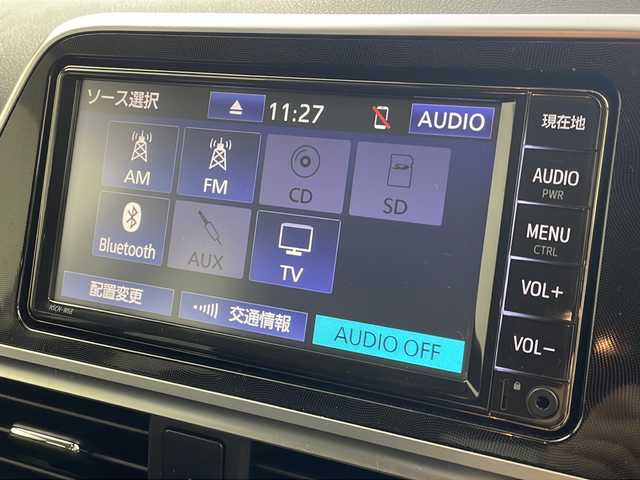 ソース選択
11:27
AUDIO
AM
FM
CD
SD
Bluetooth
AUX
TV
配置変更
交通情報
AUDIO OFF
現在地
AUDIO
PWR
MENU
CTRL
VOL+
VOL−